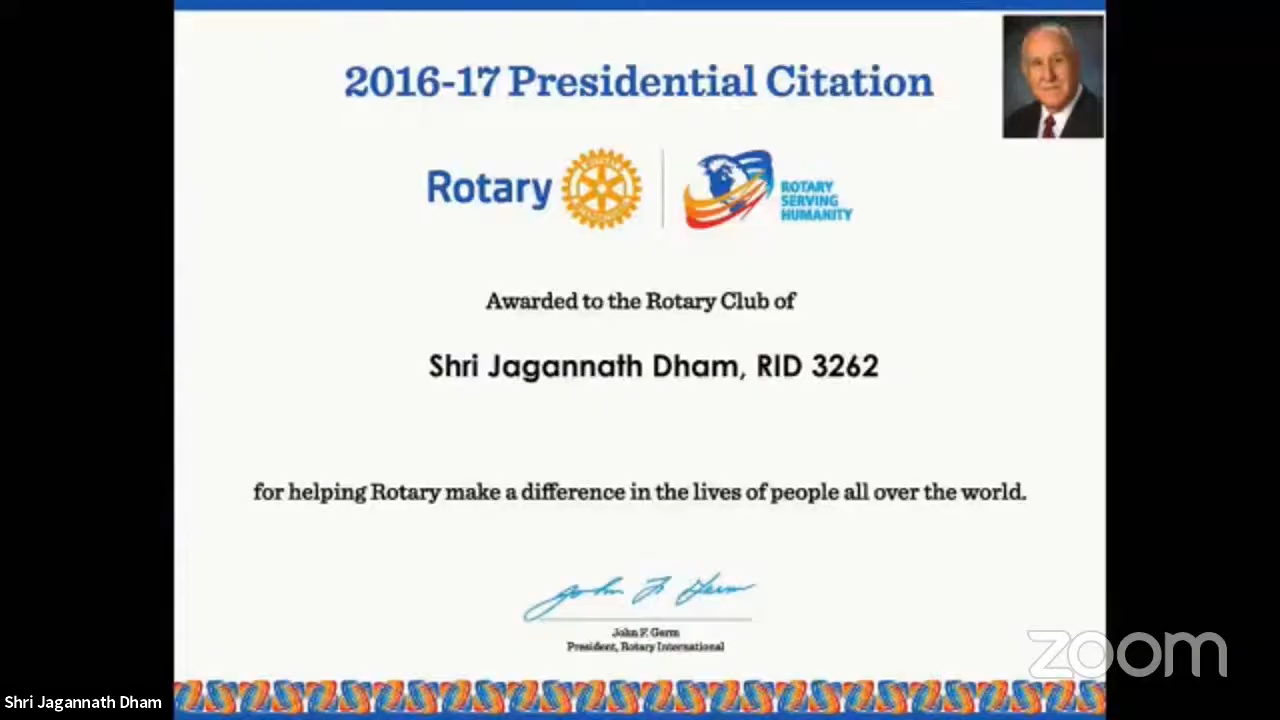 2016-17 Presidential Citation
Rotary
ROTARY
SERVING
HUMANITY
Awarded to the Rotary Club of
Shri Jagannath Dham, RID 3262
for helping Rotary make a difference in the lives of people all over the world.
John F Germ
John F. Germ
President, Rotary International
zoom
Shri Jagannath Dham